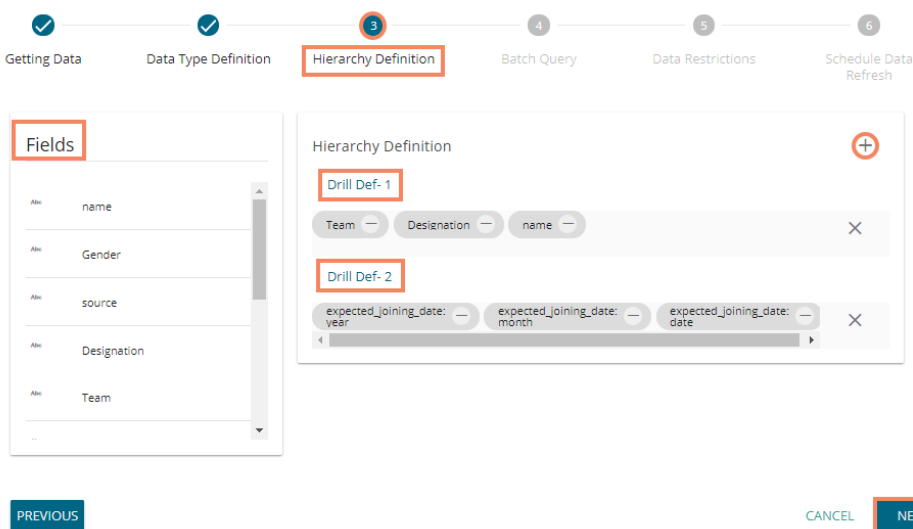 3
4
5
6
Getting Data
Data Type Definition
Hierarchy Definition
Batch Query
Data Restrictions
Schedule Data
Refresh
Fields
Abc name
Abc Gender
Abc source
Abc Designation
Abc Team
Hierarchy Definition
Drill Def- 1
Team
Designation
name
Drill Def- 2
expected_joining_date:
year
expected_joining_date:
month
expected_joining_date:
date
PREVIOUS
CANCEL
NE